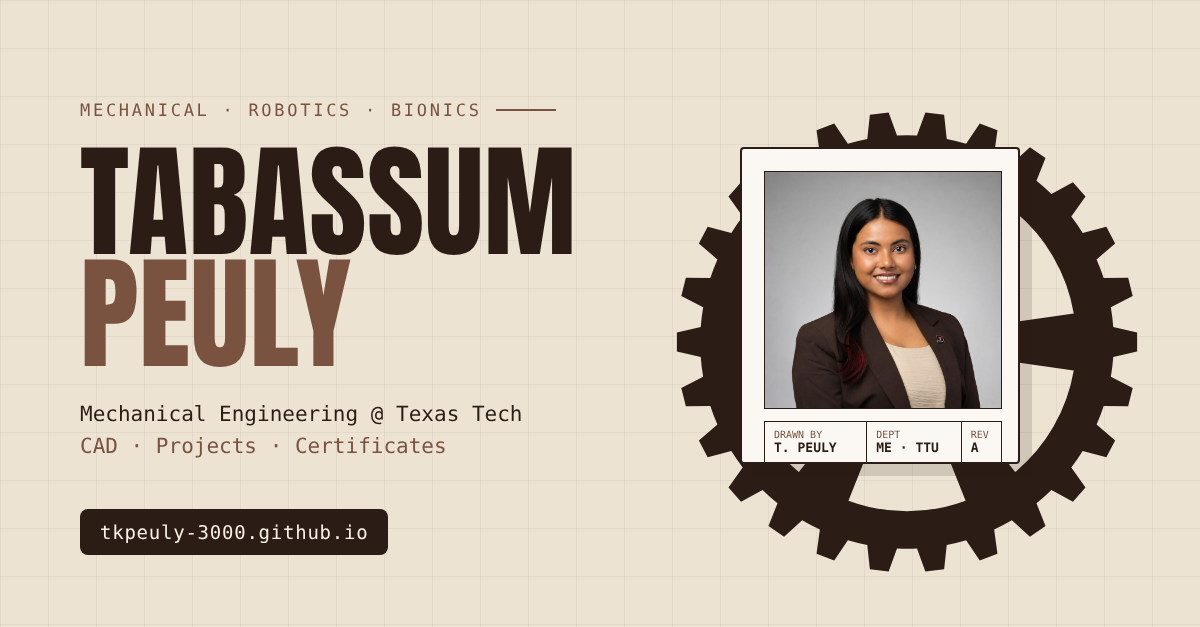 MECHANICAL · ROBOTICS · BIONICS
TABASSUM
PEULY
Mechanical Engineering @ Texas Tech
CAD · Projects · Certificates
tkpeuly-3000.github.io
DRAWN BY
T. PEULY
DEPT
ME · TTU
REV
A